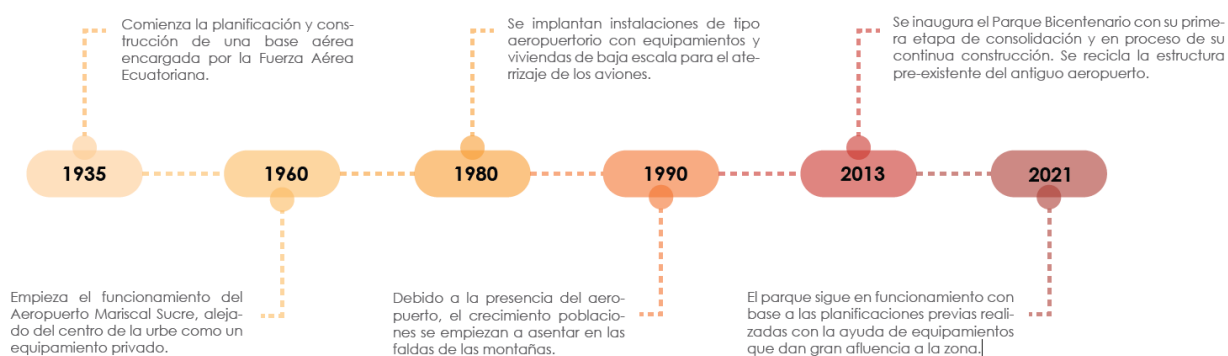 Comienza la planificación y cons-
trucción de una base aérea
encargada por la Fuerza Aérea
Ecuatoriana.
Se implantan instalaciones de tipo
aeropuertorio con equipamientos y
viviendas de baja escala para el ate-
rrizaje de los aviones.
Se inaugura el Parque Bicentenario con su prime-
ra etapa de consolidación y en proceso de su
continua construcción. Se recicla la estructura
pre-existente del antiguo aeropuerto.
1935
1960
1980
1990
2013
2021
Empieza el funcionamiento del
Aeropuerto Mariscal Sucre, aleja-
do del centro de la urbe como un
equipamiento privado.
Debido a la presencia del aero-
puerto, el crecimiento poblacio-
nes se empiezan a asentar en las
faldas de las montañas.
El parque sigue en funcionamiento con
base a las planificaciones previas reali-
zadas con la ayuda de equipamientos
que dan gran afluencia a la zona.